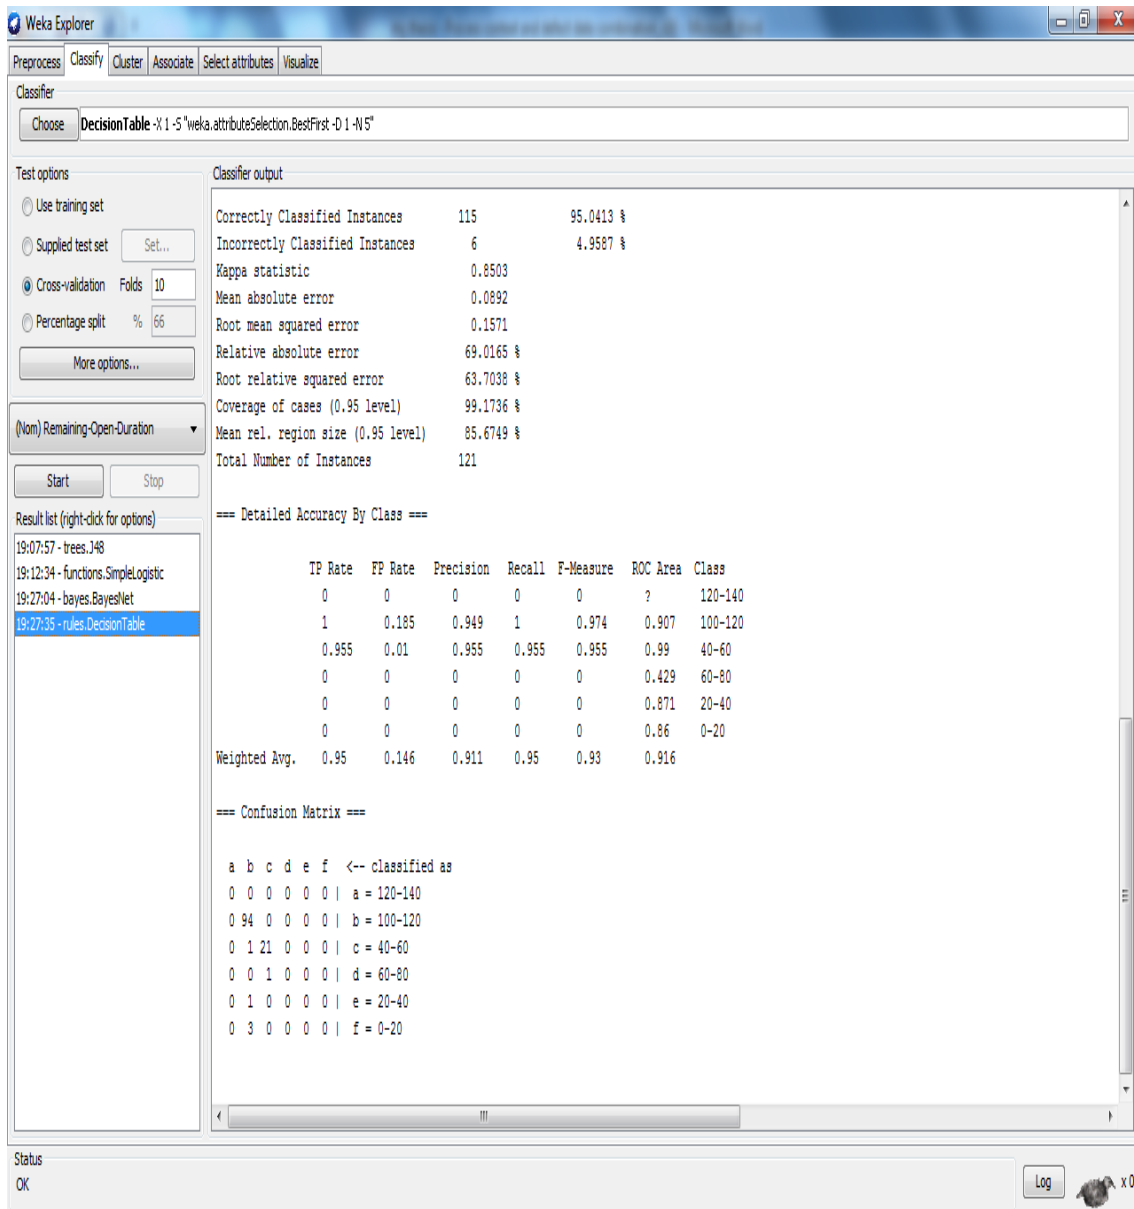 Weka Explorer
Preprocess Classify Cluster Associate Select attributes Visualize
Classifier
Choose DecisionTable -X 1 -S "weka.attributeSelection.BestFirst -D 1 -N 5"
Test options
Use training set
Supplied test set Set...
Cross-validation Folds 10
Percentage split % 66
More options...
(Nom) Remaining-Open-Duration
Start Stop
Result list (right-click for options)
19:07:57 - trees.J48
19:12:34 - functions.SimpleLogistic
19:27:04 - bayes.BayesNet
19:27:35 - rules.DecisionTable
Classifier output
Correctly Classified Instances 115 95.0413 %
Incorrectly Classified Instances 6 4.9587 %
Kappa statistic 0.8503
Mean absolute error 0.0892
Root mean squared error 0.1571
Relative absolute error 69.0165 %
Root relative squared error 63.7038 %
Coverage of cases (0.95 level) 99.1736 %
Mean rel. region size (0.95 level) 85.6749 %
Total Number of Instances 121
=== Detailed Accuracy By Class ===
TP Rate FP Rate Precision Recall F-Measure ROC Area Class
0 0 0 0 0 ? 120-140
1 0.185 0.949 1 0.974 0.907 100-120
0.955 0.01 0.955 0.955 0.955 0.99 40-60
0 0 0 0 0 0.429 60-80
0 0 0 0 0 0.871 20-40
0 0 0 0 0 0.86 0-20
Weighted Avg. 0.95 0.146 0.911 0.95 0.93 0.916
=== Confusion Matrix ===
a b c d e f <-- classified as
0 0 0 0 0 0 | a = 120-140
0 94 0 0 0 0 | b = 100-120
0 1 21 0 0 0 | c = 40-60
0 0 1 0 0 0 | d = 60-80
0 1 0 0 0 0 | e = 20-40
0 3 0 0 0 0 | f = 0-20
Status
OK
Log x 0